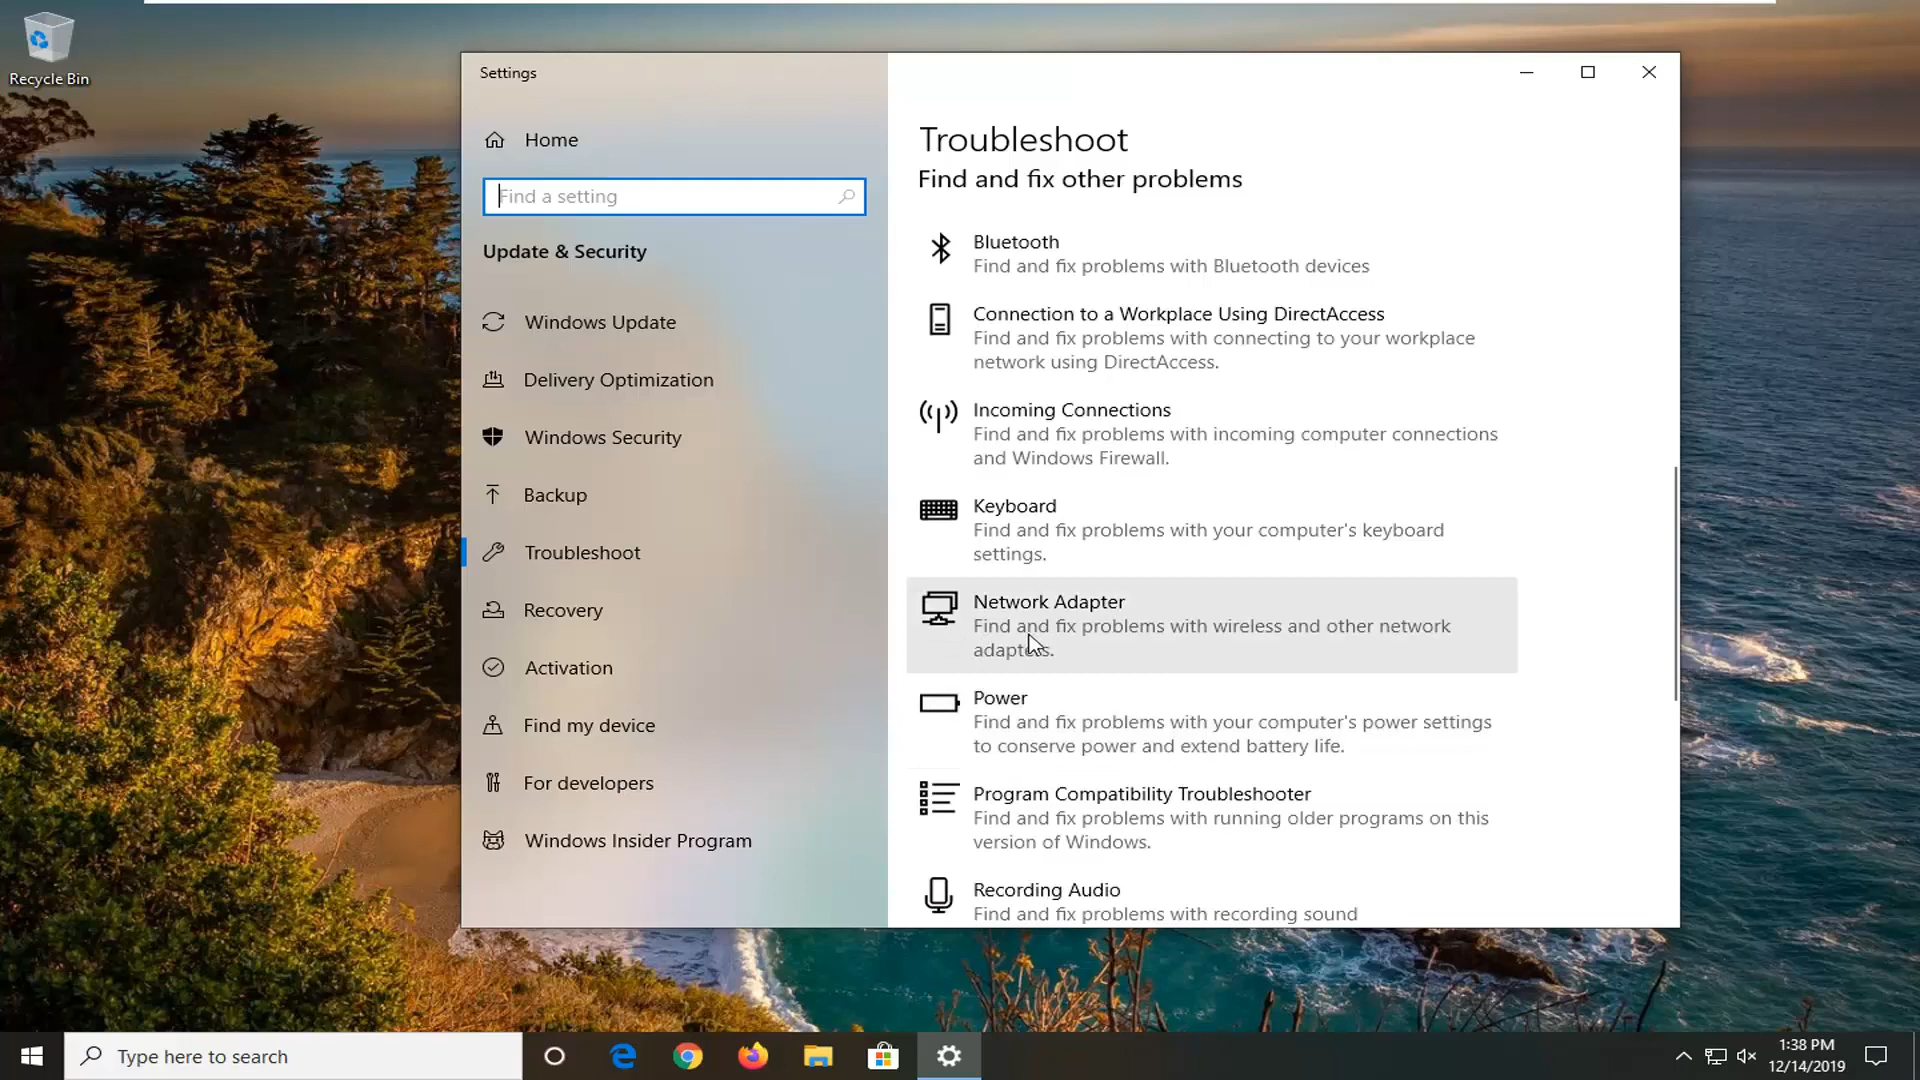 Recycle Bin
Settings
Home
Find a setting
Update & Security
Windows Update
Delivery Optimization
Windows Security
Backup
Troubleshoot
Recovery
Activation
Find my device
For developers
Windows Insider Program
Troubleshoot
Find and fix other problems
Bluetooth
Find and fix problems with Bluetooth devices
Connection to a Workplace Using DirectAccess
Find and fix problems with connecting to your workplace
network using DirectAccess.
Incoming Connections
Find and fix problems with incoming computer connections
and Windows Firewall.
Keyboard
Find and fix problems with your computer's keyboard
settings.
Network Adapter
Find and fix problems with wireless and other network
adapters.
Power
Find and fix problems with your computer's power settings
to conserve power and extend battery life.
Program Compatibility Troubleshooter
Find and fix problems with running older programs on this
version of Windows.
Recording Audio
Find and fix problems with recording sound
Type here to search
1:38 PM
12/14/2019